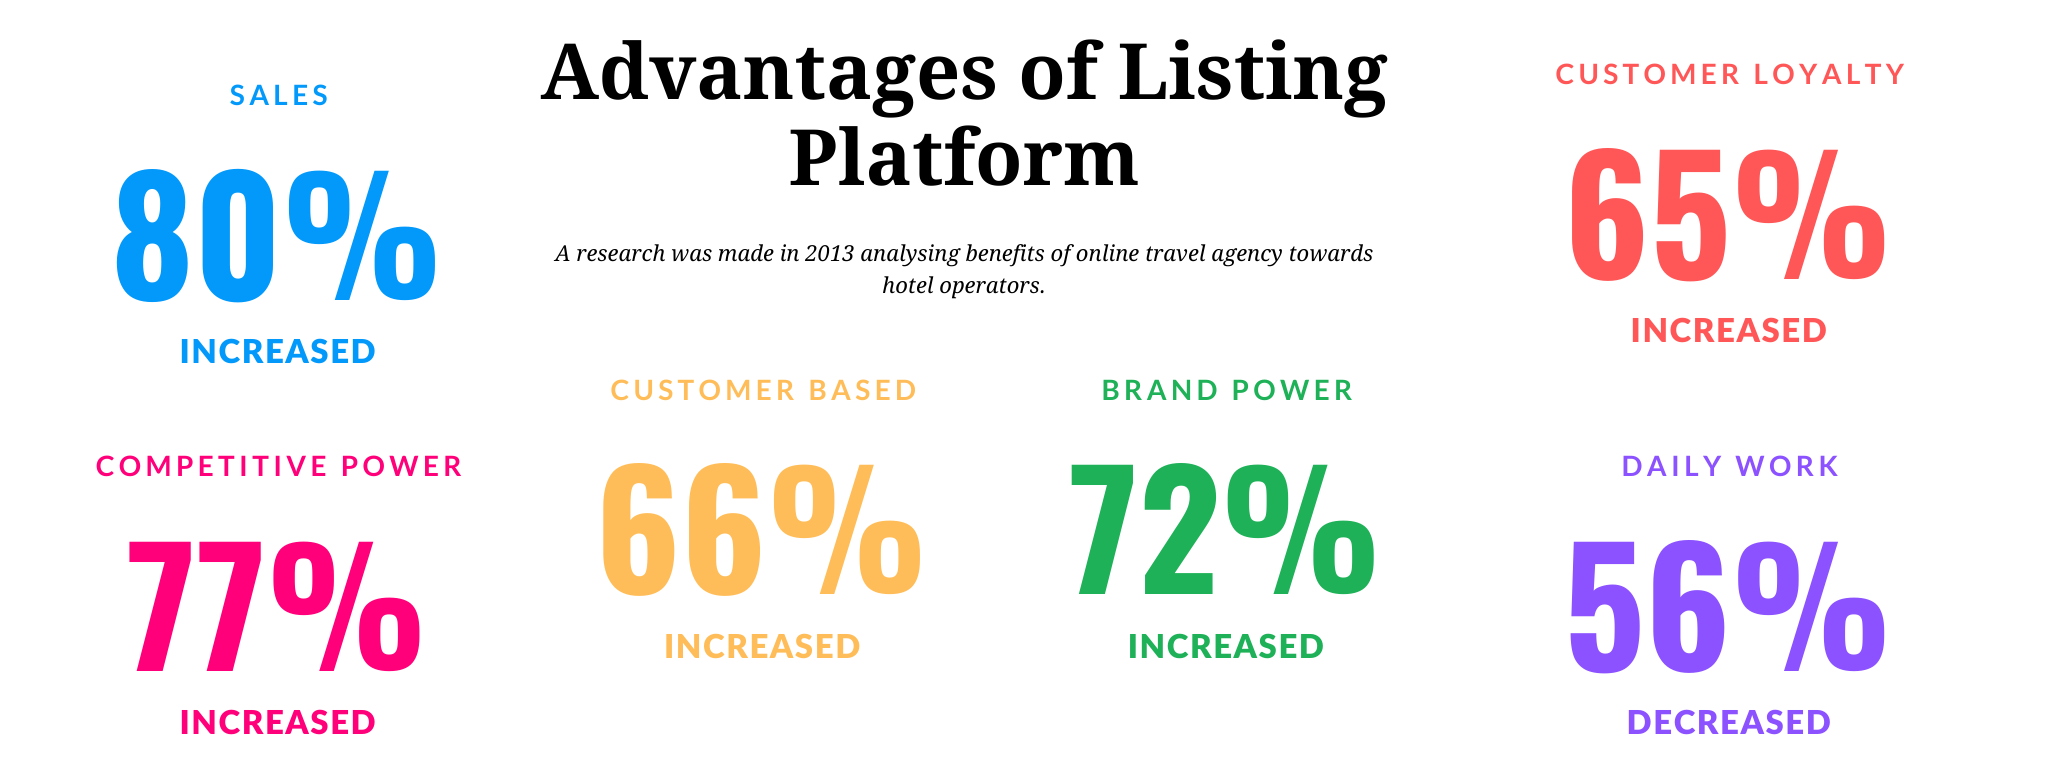 Advantages of Listing
Platform
A research was made in 2013 analysing benefits of online travel agency towards
hotel operators.
SALES
80%
INCREASED
COMPETITIVE POWER
77%
INCREASED
CUSTOMER BASED
66%
INCREASED
BRAND POWER
72%
INCREASED
CUSTOMER LOYALTY
65%
INCREASED
DAILY WORK
56%
DECREASED